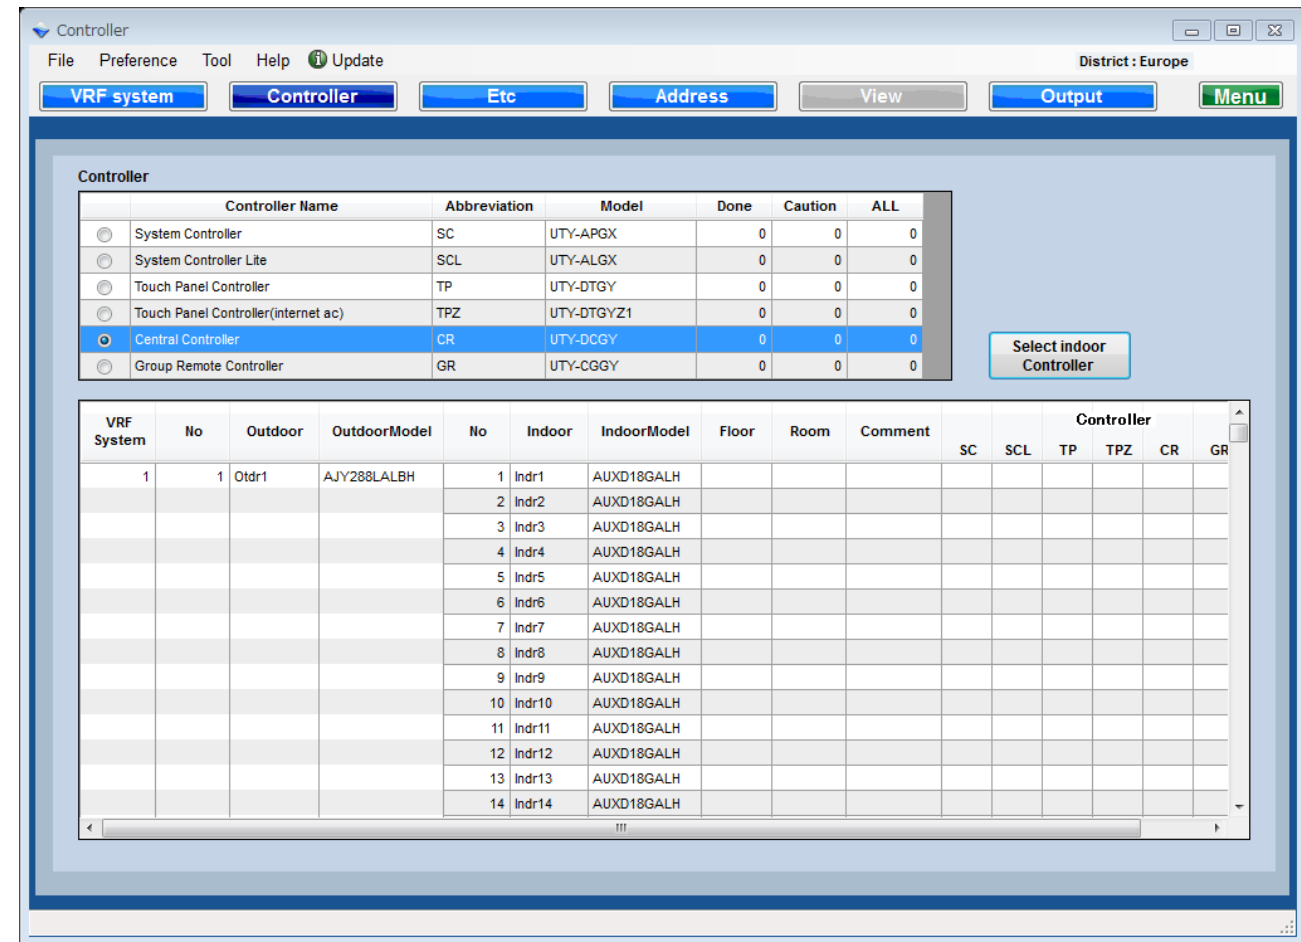 Controller
File Preference Tool Help Update District : Europe
VRF system Controller Etc Address View Output Menu
Controller
Controller Name Abbreviation Model Done Caution ALL
System Controller SC UTY-APGX 0 0 0
System Controller Lite SCL UTY-ALGX 0 0 0
Touch Panel Controller TP UTY-DTGY 0 0 0
Touch Panel Controller(internet ac) TPZ UTY-DTGYZ1 0 0 0
Central Controller CR UTY-DCGY 0 0 0
Group Remote Controller GR UTY-CGGY 0 0 0
Select indoor
Controller
VRF
System No Outdoor OutdoorModel No Indoor IndoorModel Floor Room Comment Controller
SC SCL TP TPZ CR GR
1 1 Otdr1 AJY288LALBH 1 Indr1 AUXD18GALH
2 Indr2 AUXD18GALH
3 Indr3 AUXD18GALH
4 Indr4 AUXD18GALH
5 Indr5 AUXD18GALH
6 Indr6 AUXD18GALH
7 Indr7 AUXD18GALH
8 Indr8 AUXD18GALH
9 Indr9 AUXD18GALH
10 Indr10 AUXD18GALH
11 Indr11 AUXD18GALH
12 Indr12 AUXD18GALH
13 Indr13 AUXD18GALH
14 Indr14 AUXD18GALH